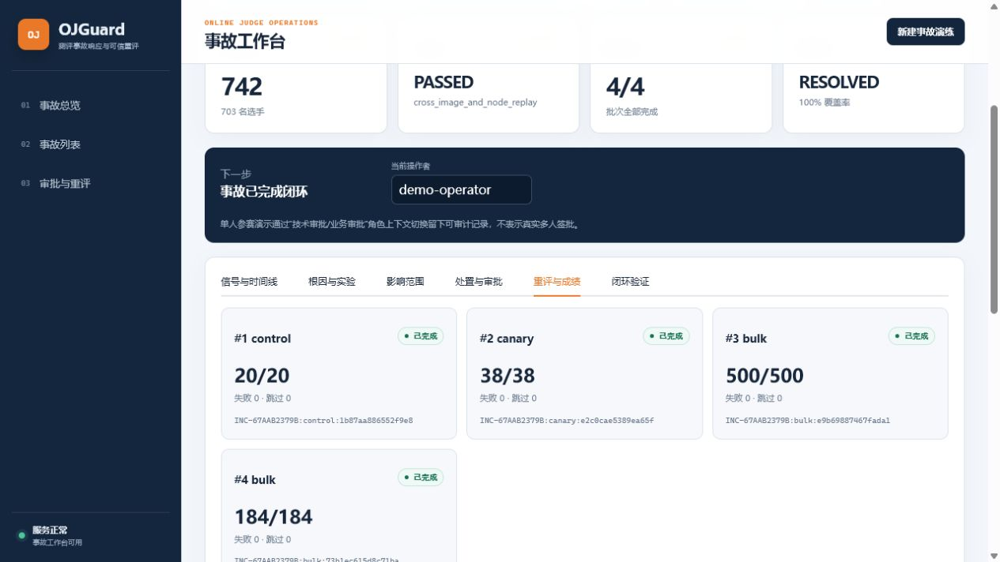 OJ
OJGuard
测评事故响应与可信重评
01 事故总览
02 事故列表
03 审批与重评
服务正常
事故工作台可用
ONLINE JUDGE OPERATIONS
事故工作台
新建事故演练
742
703 名选手
PASSED
cross_image_and_node_replay
4/4
批次全部完成
RESOLVED
100% 覆盖率
下一步
事故已完成闭环
当前操作者
demo-operator
单人参赛演示通过“技术审批/业务审批”角色上下文切换留下可审计记录，不表示真实多人签批。
信号与时间线
根因与实验
影响范围
处置与审批
重评与成绩
闭环验证
#1 control
已完成
20/20
失败 0 · 跳过 0
INC-67AAB2379B:control:1b87aa886552f9e8
#2 canary
已完成
38/38
失败 0 · 跳过 0
INC-67AAB2379B:canary:e2c0cae5389ea65f
#3 bulk
已完成
500/500
失败 0 · 跳过 0
INC-67AAB2379B:bulk:e9b69887467fada1
#4 bulk
已完成
184/184
失败 0 · 跳过 0
INC-67AAB2379B:bulk:73b1ec615d8c71ba